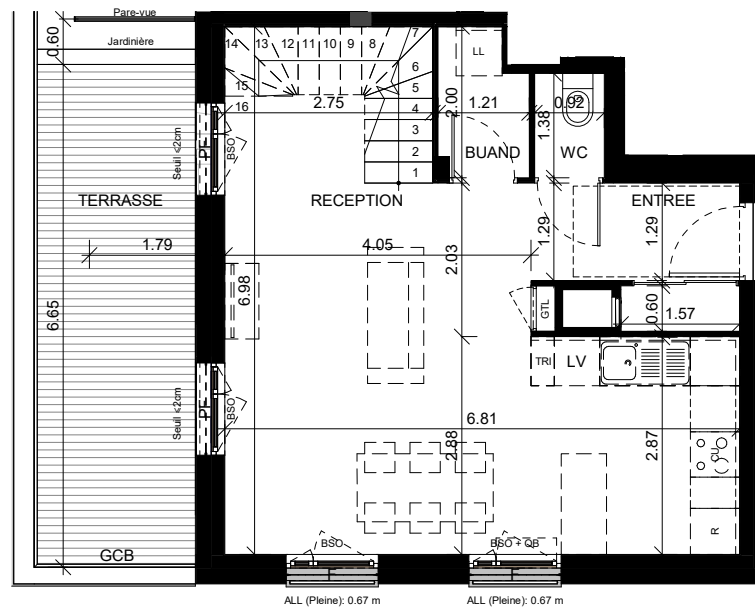 Pare-vue
0.60
Jardinière
14 13 12 11 10 9 8 7
6
5
4
3
2
1
15
16
2.75
LL
2.00
1.21
0.92
1.38
BUAND
WC
Seuil ≤2cm
PF
BSO
TERRASSE
RECEPTION
ENTREE
1.79
4.05
2.03
1.29
1.29
6.65
6.98
GTL
0.60
1.57
TRI
LV
Seuil ≤2cm
PF
BSO
6.81
2.88
2.87
CU
R
GCB
BSO
BSO + OB
F
F
ALL (Pleine): 0.67 m
ALL (Pleine): 0.67 m